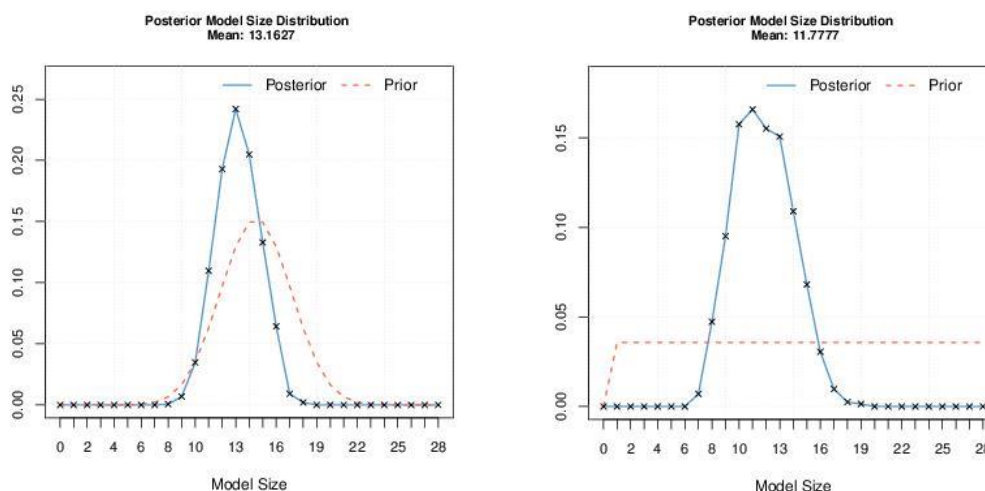 Posterior Model Size Distribution
Mean: 13.1627
Posterior Prior
0.25
0.20
0.15
0.10
0.05
0.00
0 2 4 6 8 10 13 16 19 22 25 28
Model Size
Posterior Model Size Distribution
Mean: 11.7777
Posterior Prior
0.15
0.10
0.05
0.00
0 2 4 6 8 10 13 16 19 22 25 28
Model Size